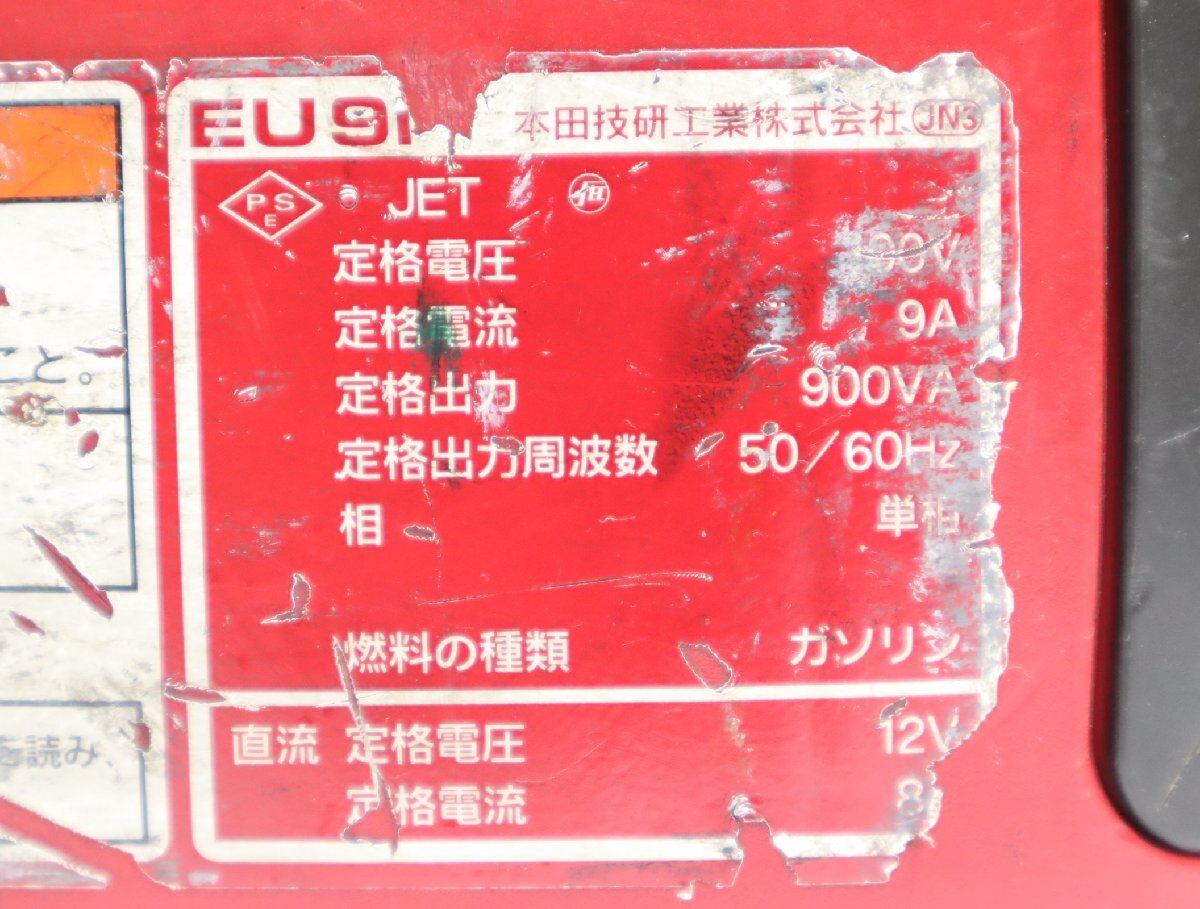 EU9i 本田技研工業株式会社 JN3
PSE JET
定格電圧 00V
定格電流 9A
定格出力 900VA
定格出力周波数 50/60Hz
相 単相
燃料の種類 ガソリン
直流 定格電圧 12V
定格電流 8
こと。
を読み、